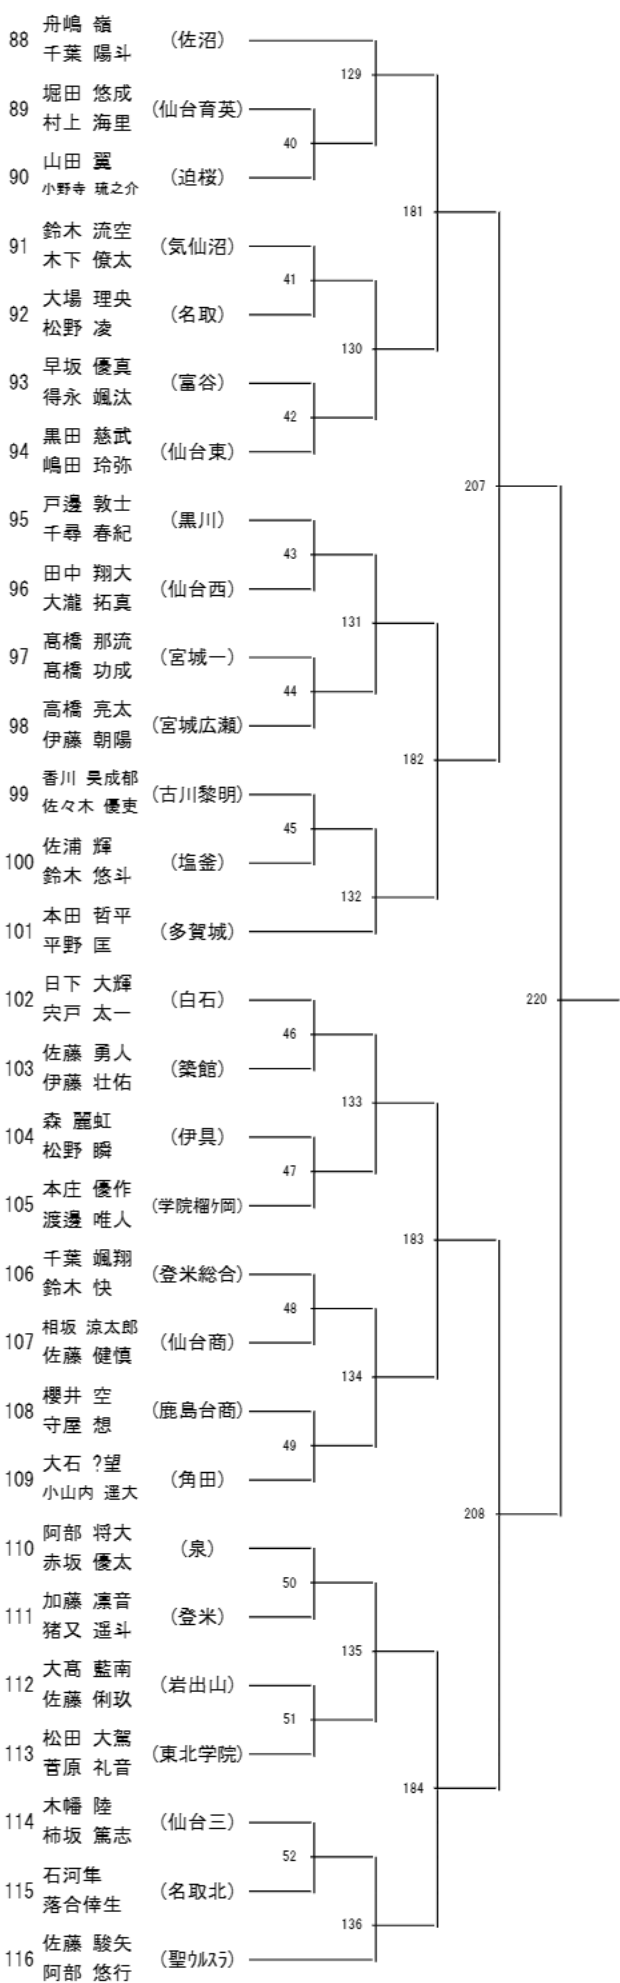 88 舟嶋 嶺 (佐沼)
千葉 陽斗
129
89 堀田 悠成 (仙台育英)
村上 海里
40
90 山田 翼 (迫桜)
小野寺 琉之介
181
91 鈴木 流空 (気仙沼)
木下 僚太
41
92 大場 理央 (名取)
松野 凌
130
93 早坂 優真 (富谷)
得永 颯汰
42
94 黒田 慈武 (仙台東)
嶋田 玲弥
207
95 戸邊 敦士 (黒川)
千尋 春紀
43
96 田中 翔大 (仙台西)
大瀧 拓真
131
97 髙橋 那流 (宮城一)
髙橋 功成
44
98 高橋 亮太 (宮城広瀬)
伊藤 朝陽
182
99 香川 昊成郁 (古川黎明)
佐々木 優吏
45
100 佐浦 輝 (塩釜)
鈴木 悠斗
132
101 本田 哲平 (多賀城)
平野 匡
102 日下 大輝 (白石)
宍戸 太一
220
46
103 佐藤 勇人 (築館)
伊藤 壮佑
133
104 森 麗虹 (伊具)
松野 瞬
47
105 本庄 優作 (学院榴ケ岡)
渡邊 唯人
183
106 千葉 颯翔 (登米総合)
鈴木 快
48
107 相坂 涼太郎 (仙台商)
佐藤 健慎
134
108 櫻井 空 (鹿島台商)
守屋 想
49
109 大石 ?望 (角田)
小山内 遥大
208
110 阿部 将大 (泉)
赤坂 優太
50
111 加藤 凛音 (登米)
猪又 遥斗
135
112 大髙 藍南 (岩出山)
佐藤 俐玖
51
113 松田 大駕 (東北学院)
菅原 礼音
184
114 木幡 陸 (仙台三)
柿坂 篤志
52
115 石河隼 (名取北)
落合倖生
136
116 佐藤 駿矢 (聖ウルスラ)
阿部 悠行